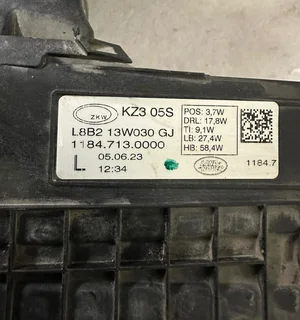 ZKW
KZ3 05S
L8B2 13W030 GJ
1184.713.0000
05.06.23
L.
12:34
POS: 3,7W
DRL: 17,8W
TI: 9,1W
LB: 27,4W
HB: 58,4W
1184.7